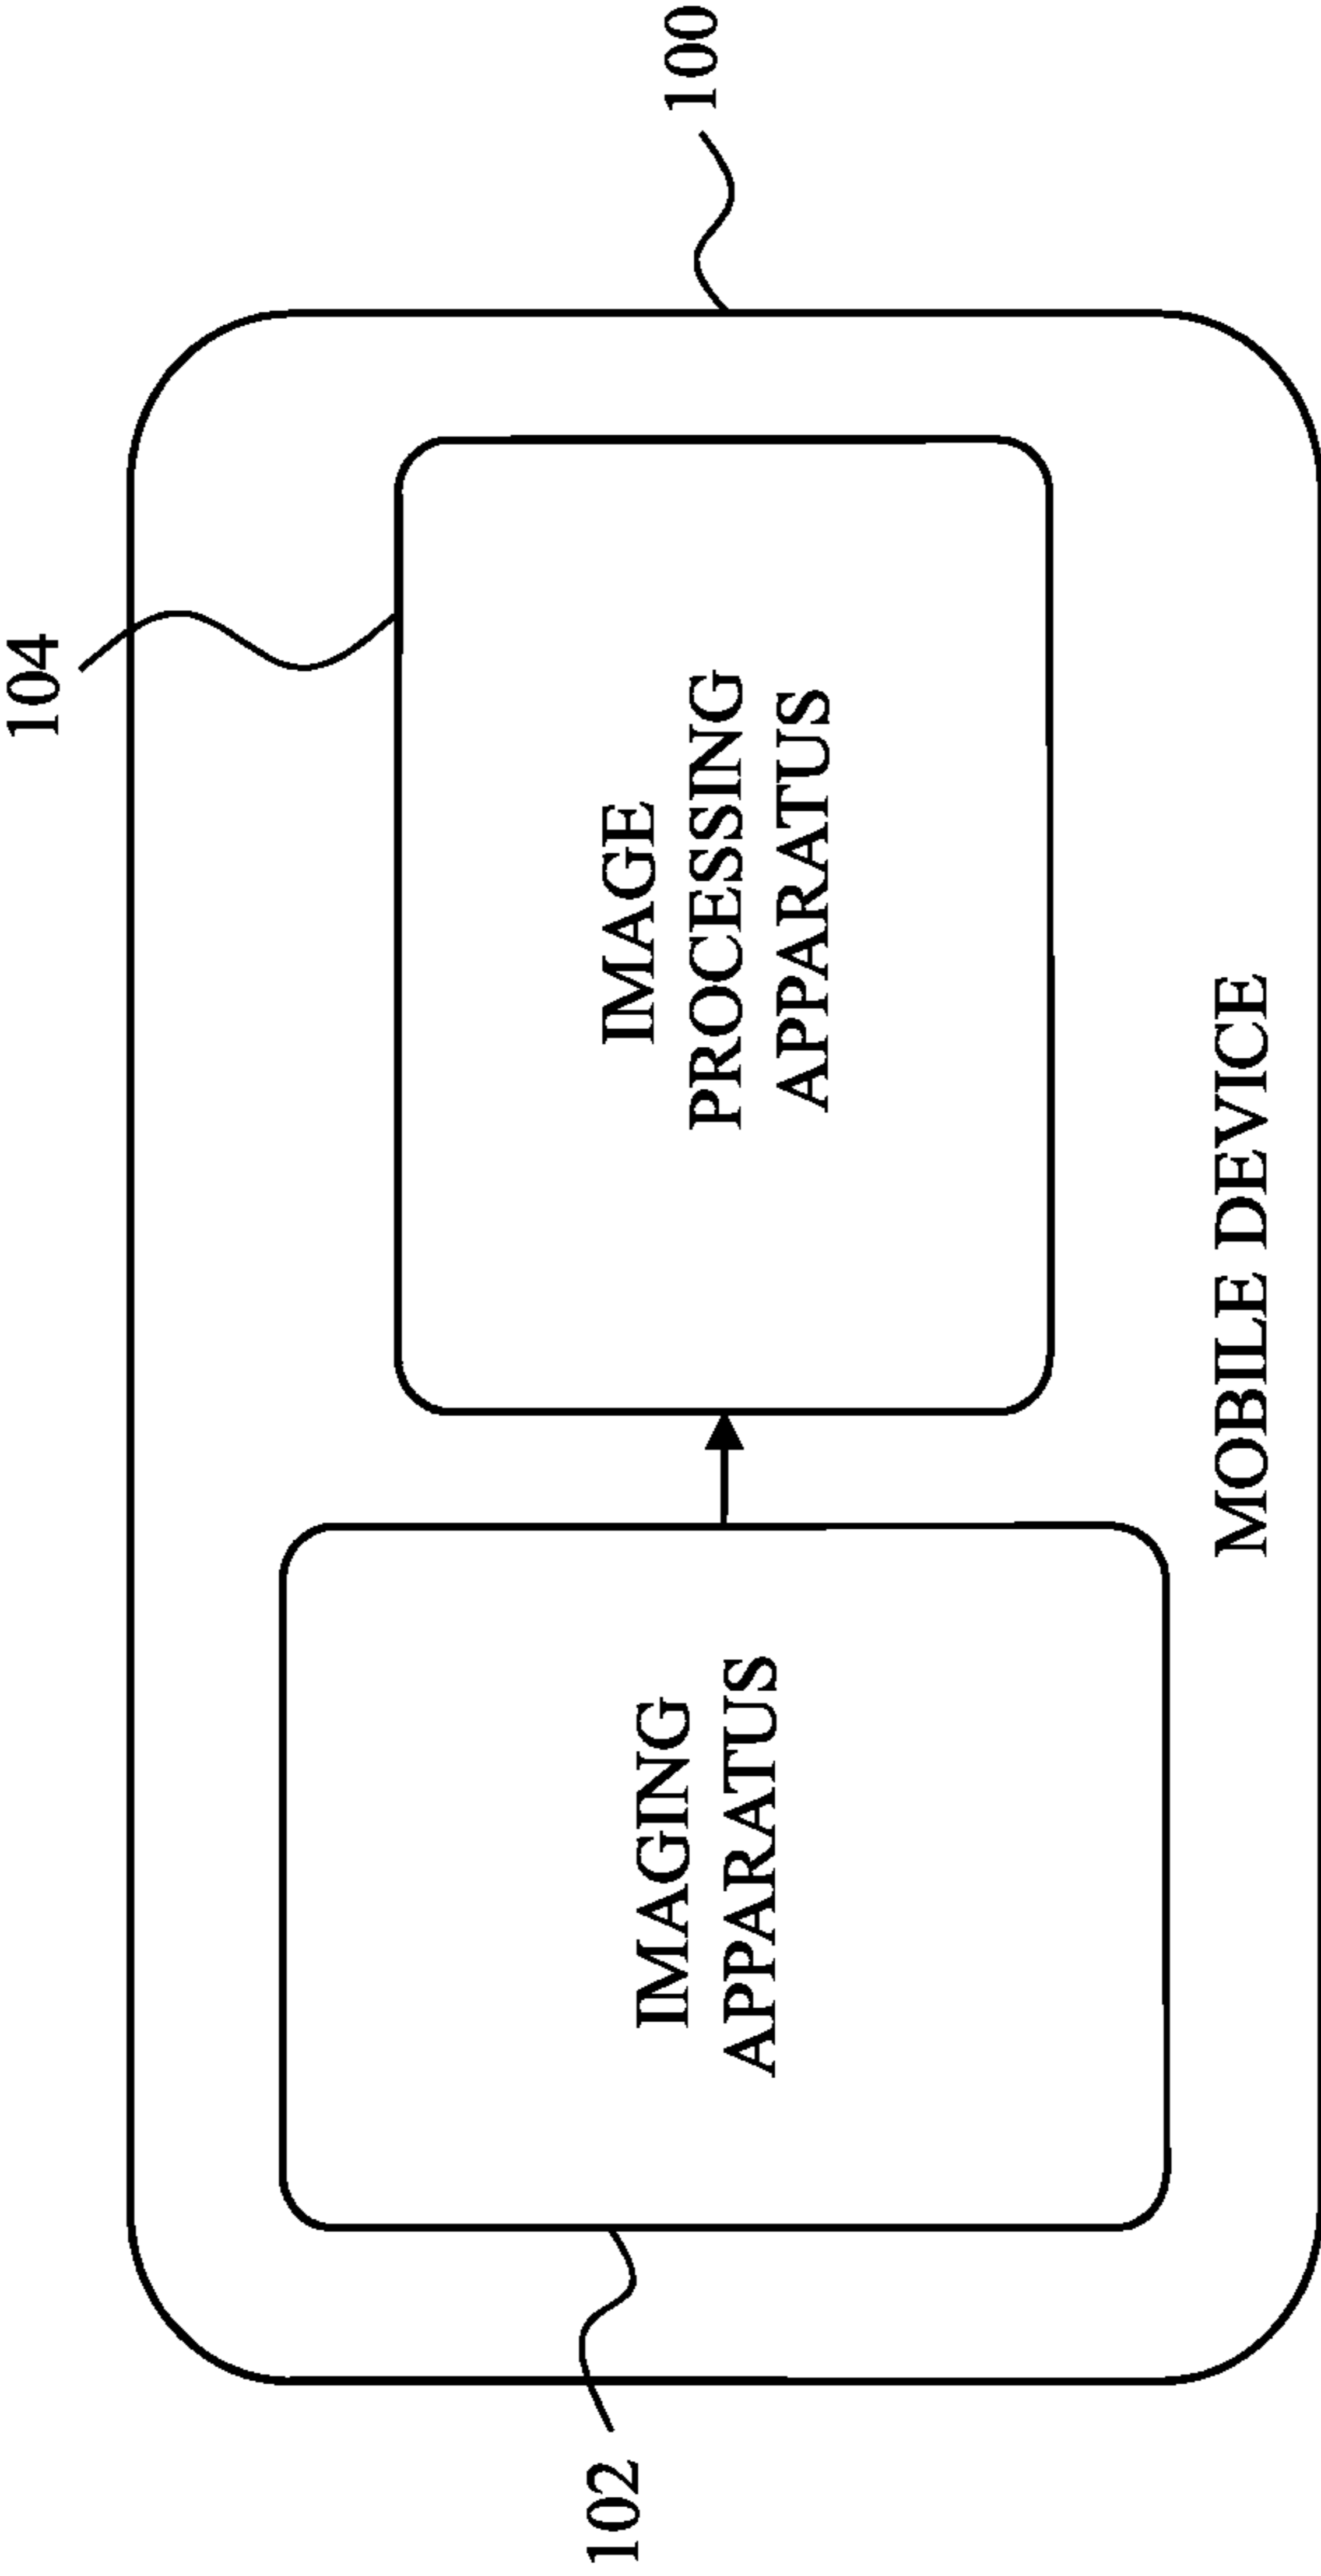 104
100
IMAGING
APPARATUS
IMAGE
PROCESSING
APPARATUS
102
MOBILE DEVICE